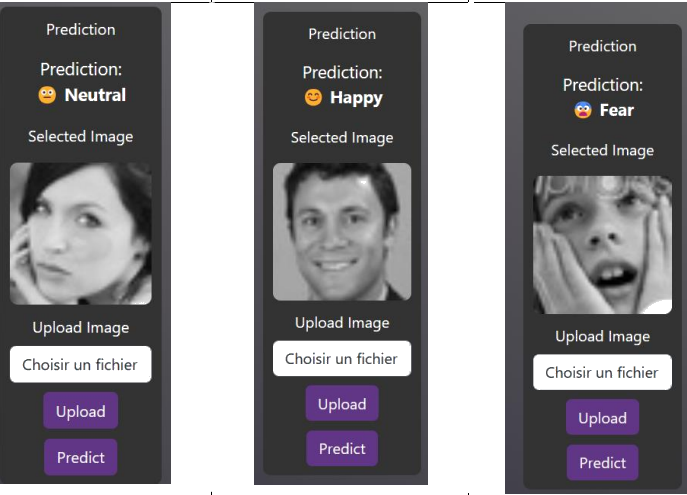 Prediction
Prediction:
😐 Neutral
Selected Image
Upload Image
Choisir un fichier
Upload
Predict
Prediction
Prediction:
😊 Happy
Selected Image
Upload Image
Choisir un fichier
Upload
Predict
Prediction
Prediction:
😨 Fear
Selected Image
Upload Image
Choisir un fichier
Upload
Predict